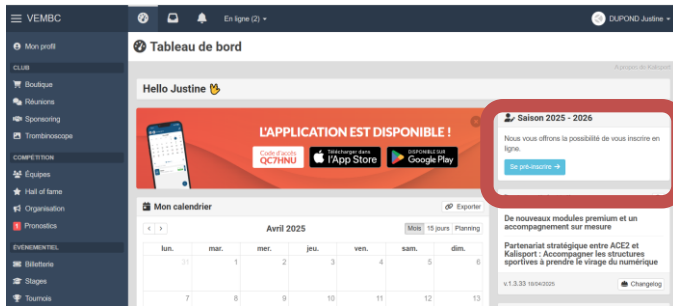 VEMBC
En ligne (2)
DUPOND Justine
Mon profil
Tableau de bord
CLUB
A propos de Kalisport
Boutique
Hello Justine
Réunions
Sponsoring
Trombinoscope
L'APPLICATION EST DISPONIBLE !
Code d'accès
QC7HNU
Télécharger dans
l'App Store
DISPONIBLE SUR
Google Play
Saison 2025 - 2026
Nous vous offrons la possibilité de vous inscrire en
ligne.
Se pré-inscrire →
COMPÉTITION
Équipes
Hall of fame
Organisation
1 Pronostics
Mon calendrier
Exporter
< >
Avril 2025
Mois 15 jours Planning
lun. mar. mer. jeu. ven. sam. dim.
31 1 2 3 4 5 6
7 8 9 10 11 12 13
De nouveaux modules premium et un
accompagnement sur mesure
Partenariat stratégique entre ACE2 et
Kalisport : Accompagner les structures
sportives à prendre le virage du numérique
v.1.3.33 16/04/2025
Changelog
ÉVÉNEMENTIEL
Billetterie
Stages
Tournois